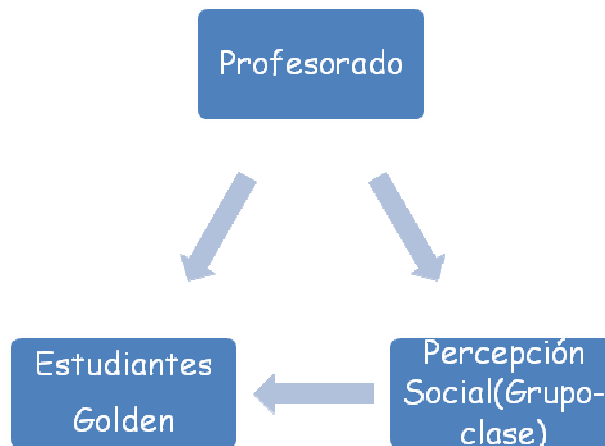 Profesorado
Estudiantes
Golden
Percepción
Social(Grupo-
clase)